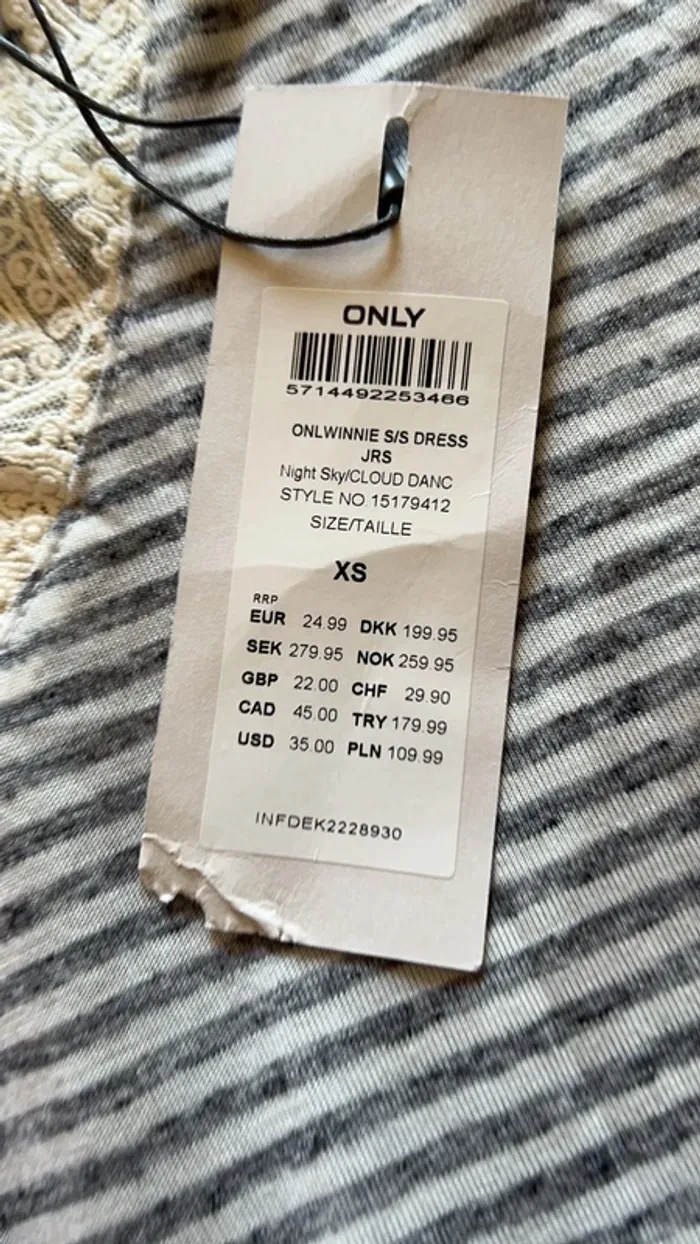 ONLY
5714492253466
ONLWINNIE S/S DRESS
JRS
Night Sky/CLOUD DANC
STYLE NO.15179412
SIZE/TAILLE
XS
RRP
EUR 24.99 DKK 199.95
SEK 279.95 NOK 259.95
GBP 22.00 CHF 29.90
CAD 45.00 TRY 179.99
USD 35.00 PLN 109.99
INFDEK2228930